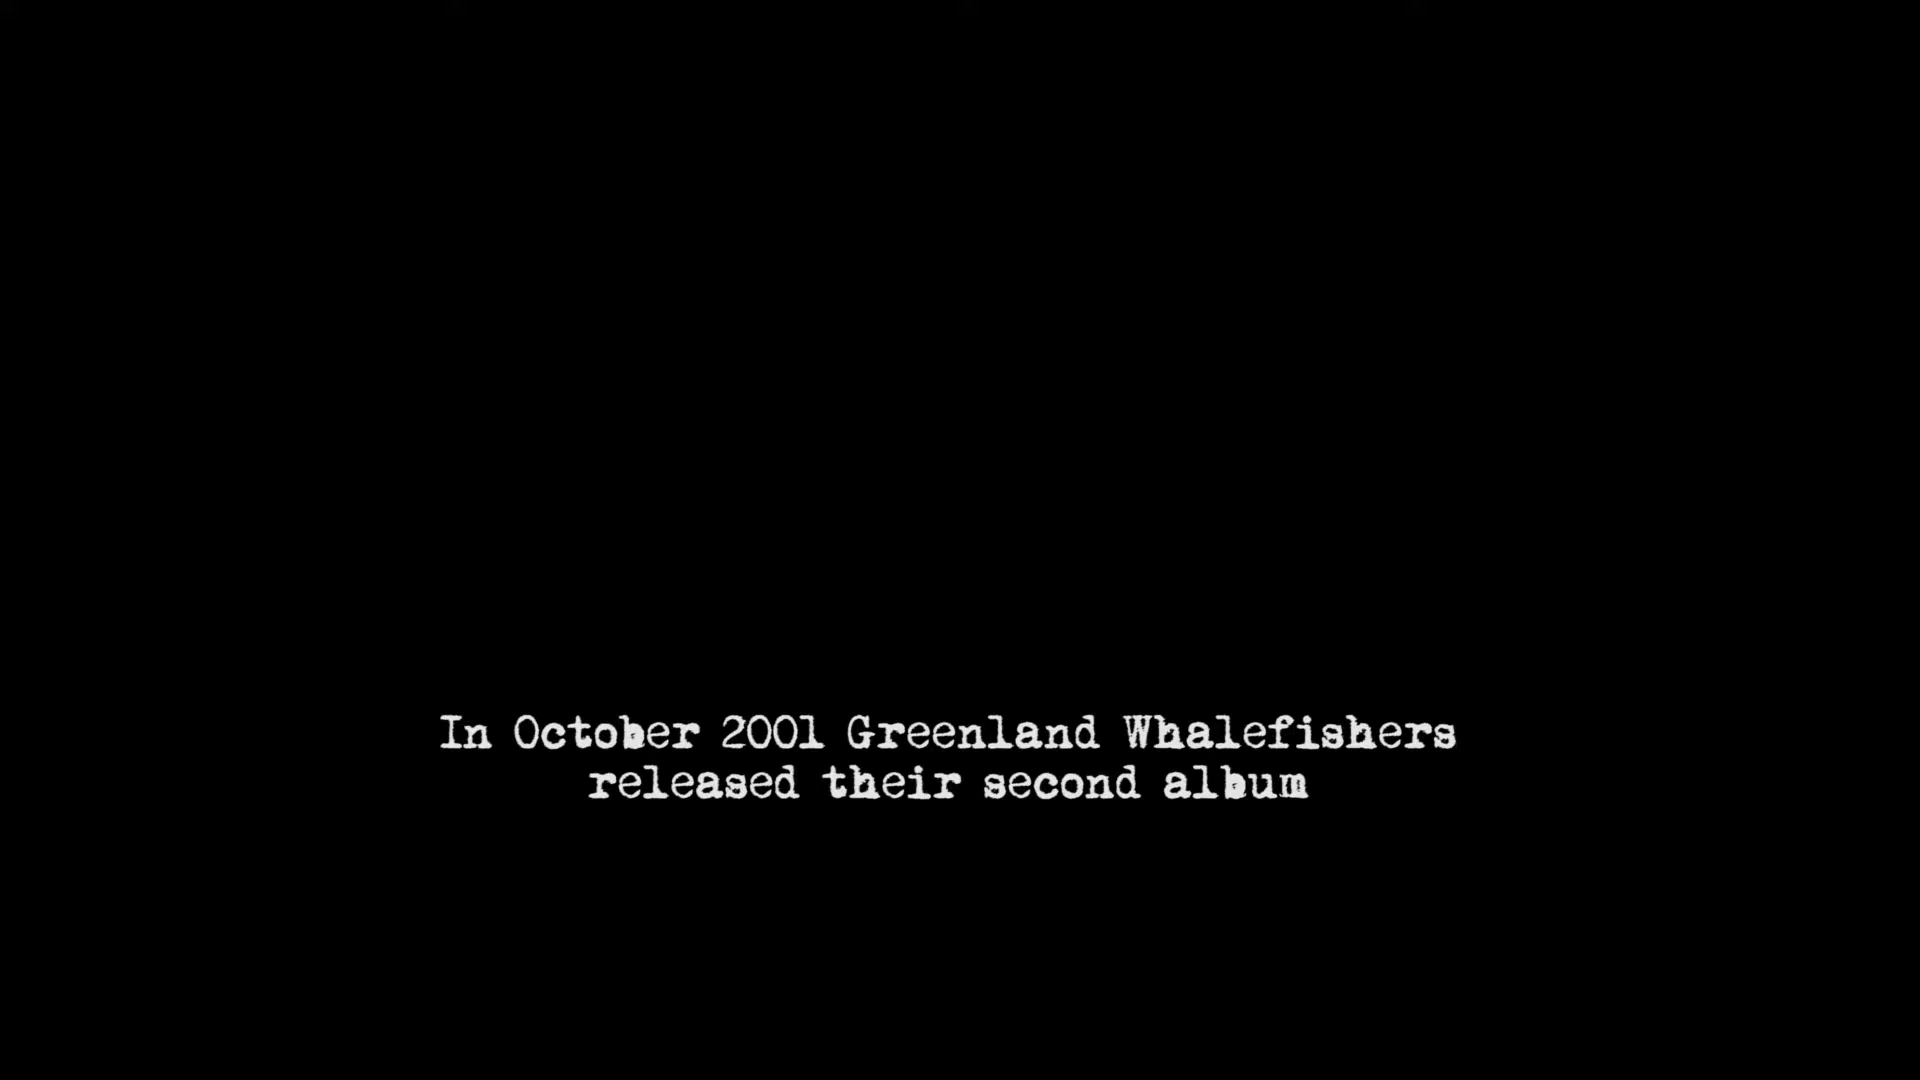 In October 2001 Greenland Whalefishers
released their second album